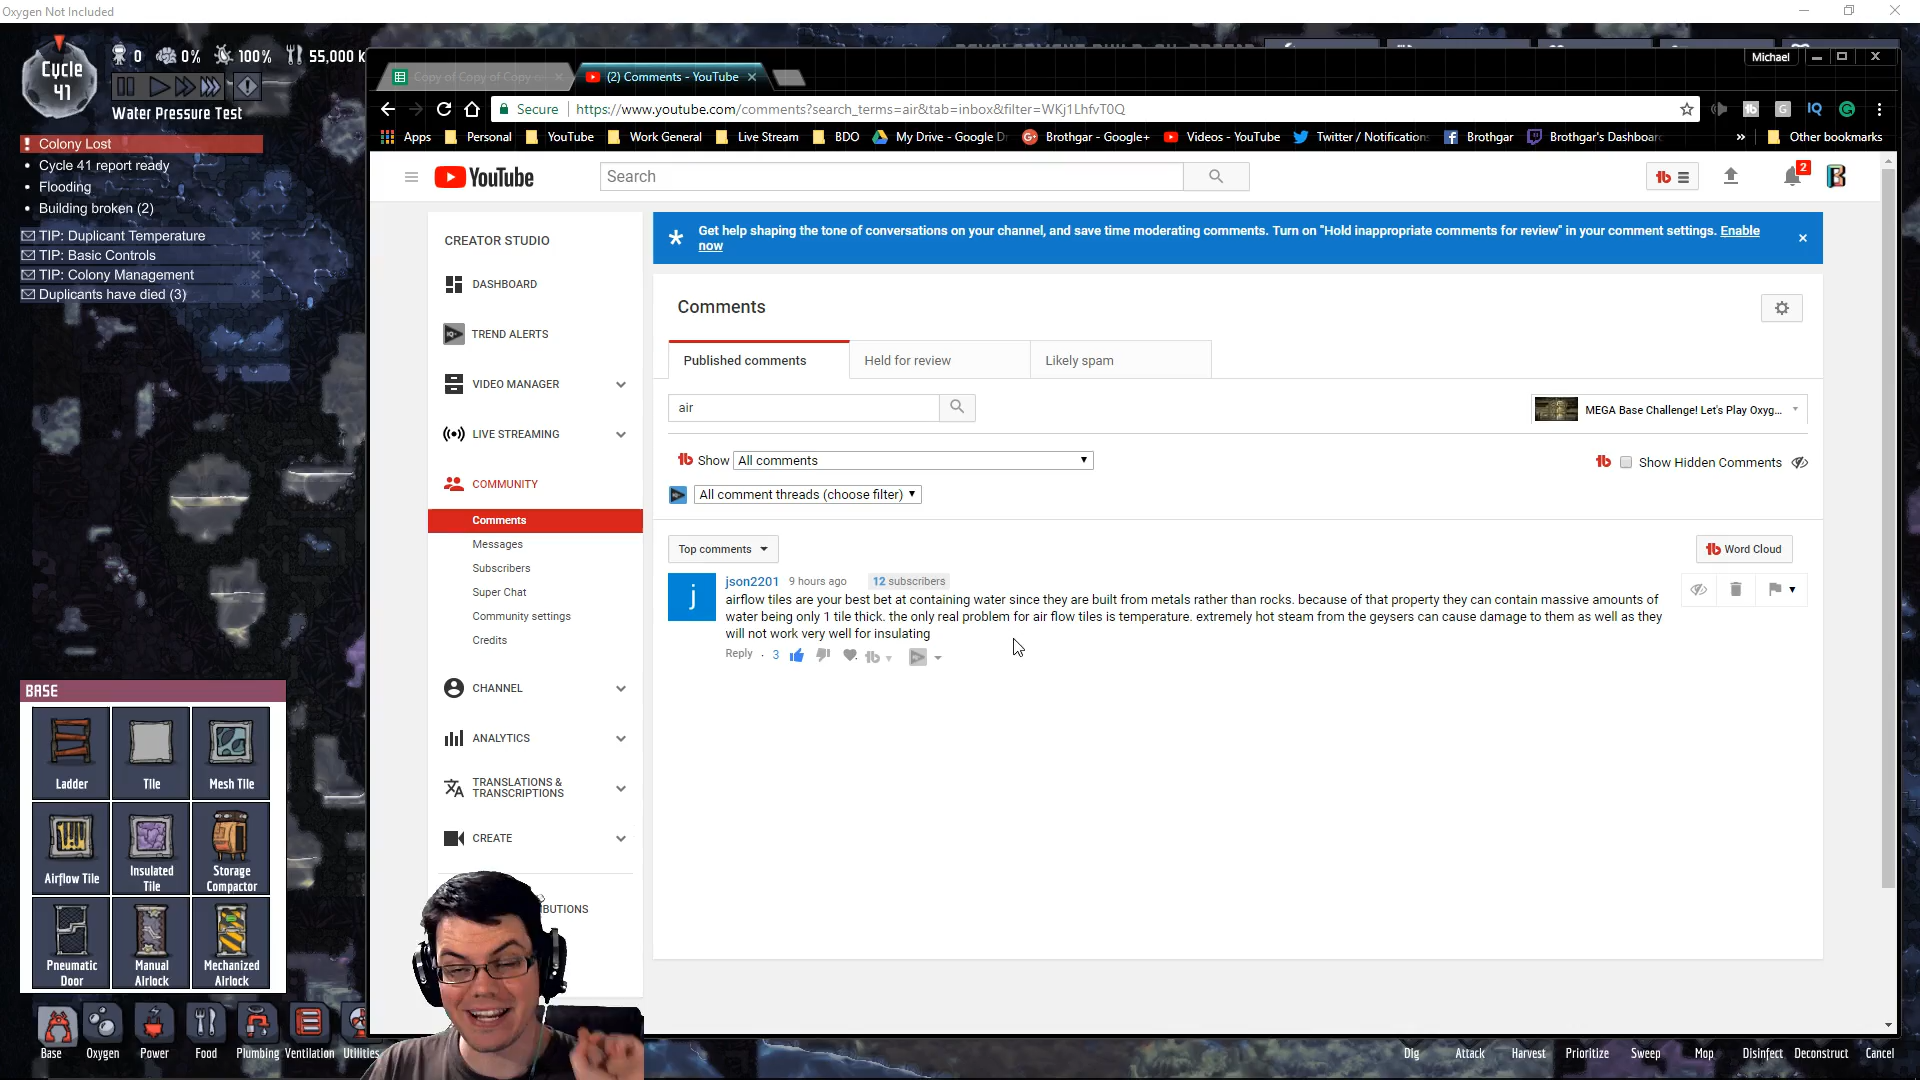 Oxygen Not Included
Cycle
41
0
0%
100%
55,000 k
Water Pressure Test
! Colony Lost
• Cycle 41 report ready
• Flooding
• Building broken (2)
TIP: Duplicant Temperature
TIP: Basic Controls
TIP: Colony Management
Duplicants have died (3)
Michael
Copy of Copy of Copy
(2) Comments - YouTube
Secure
https://www.youtube.com/comments?search_terms=air&tab=inbox&filter=WKj1LhfvT0Q
Apps
Personal
YouTube
Work General
Live Stream
BDO
My Drive - Google Dr
Brothgar - Google+
Videos - YouTube
Twitter / Notification
Brothgar
Brothgar's Dashboar
»
Other bookmarks
YouTube
Search
tb
2
CREATOR STUDIO
DASHBOARD
TREND ALERTS
VIDEO MANAGER
LIVE STREAMING
COMMUNITY
Comments
Messages
Subscribers
Super Chat
Community settings
Credits
CHANNEL
ANALYTICS
TRANSLATIONS &
TRANSCRIPTIONS
CREATE
BUTIONS
Get help shaping the tone of conversations on your channel, and save time moderating comments. Turn on "Hold inappropriate comments for review" in your comment settings. Enable
now
Comments
Published comments
Held for review
Likely spam
air
MEGA Base Challenge! Let's Play Oxyg...
tb Show All comments
tb Show Hidden Comments
All comment threads (choose filter)
Top comments
tb Word Cloud
j
json2201 9 hours ago 12 subscribers
airflow tiles are your best bet at containing water since they are built from metals rather than rocks. because of that property they can contain massive amounts of
water being only 1 tile thick. the only real problem for air flow tiles is temperature. extremely hot steam from the geysers can cause damage to them as well as they
will not work very well for insulating
Reply · 3
tb
BASE
Ladder
Tile
Mesh Tile
Airflow Tile
Insulated
Tile
Storage
Compactor
Pneumatic
Door
Manual
Airlock
Mechanized
Airlock
Base
Oxygen
Power
Food
Plumbing
Ventilation
Utilities
Dig
Attack
Harvest
Prioritize
Sweep
Mop
Disinfect
Deconstruct
Cancel